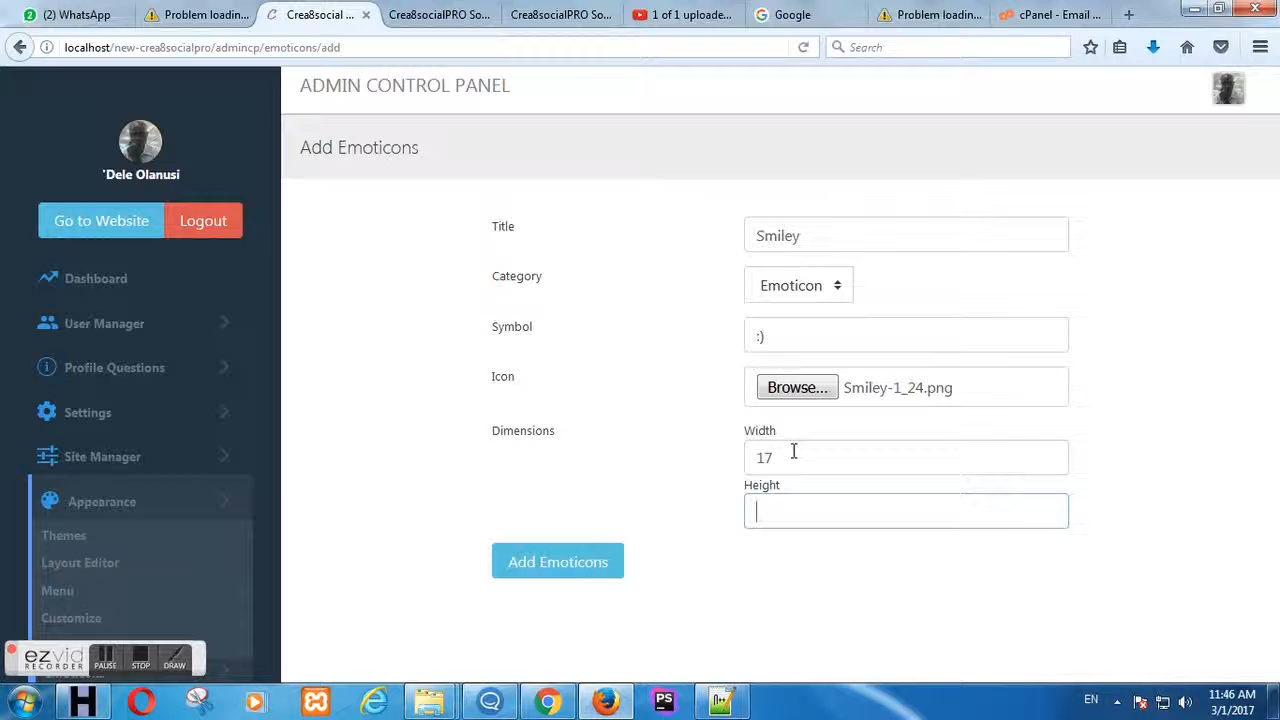 (2) WhatsApp
Problem loadin...
Crea8social ...
Crea8socialPRO So...
Crea8socialPRO So...
1 of 1 uploade...
Google
Problem loadin...
cPanel - Email ...
localhost/new-crea8socialpro/admincp/emoticons/add
Search
ADMIN CONTROL PANEL
Add Emoticons
'Dele Olanusi
Go to Website
Logout
Dashboard
User Manager
Profile Questions
Settings
Site Manager
Appearance
Themes
Layout Editor
Menu
Customize
Title
Smiley
Category
Emoticon
Symbol
:)
Icon
Browse...
Smiley-1_24.png
Dimensions
Width
17
Height
Add Emoticons
ezvid
RECORDER
PAUSE
STOP
DRAW
PS
EN
11:46 AM
3/1/2017